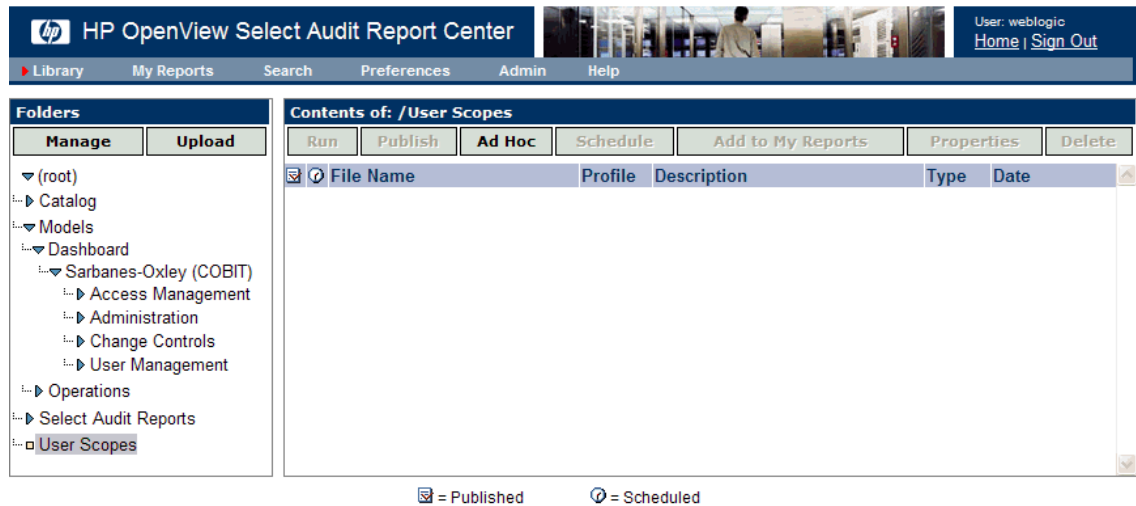 hp HP OpenView Select Audit Report Center
User: weblogic
Home | Sign Out
Library My Reports Search Preferences Admin Help
Folders
Manage Upload
(root)
Catalog
Models
Dashboard
Sarbanes-Oxley (COBIT)
Access Management
Administration
Change Controls
User Management
Operations
Select Audit Reports
User Scopes
Contents of: /User Scopes
Run Publish Ad Hoc Schedule Add to My Reports Properties Delete
File Name Profile Description Type Date
= Published = Scheduled